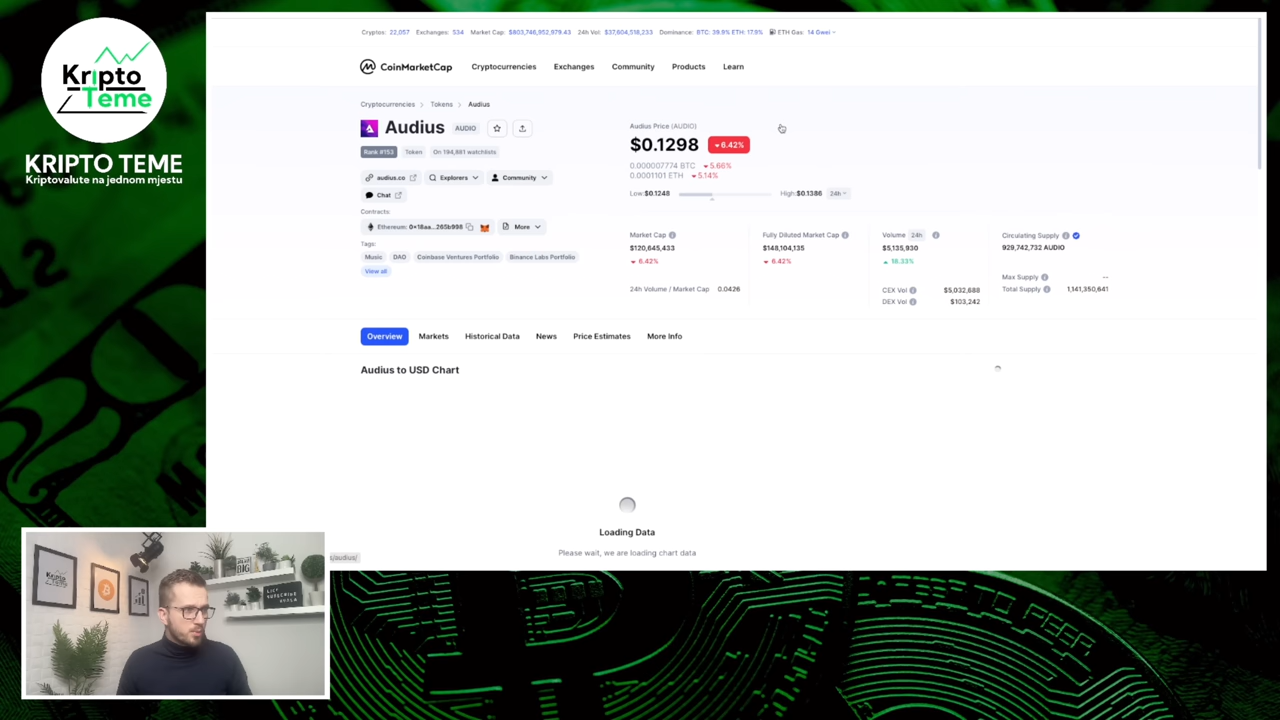 Kripto
Teme
KRIPTO TEME
Kriptovalute na jednom mjestu
Cryptos: 22,057 Exchanges: 534 Market Cap: $803,746,952,979.43 24h Vol: $37,604,518,233 Dominance: BTC: 39.9% ETH: 17.9% ETH Gas: 14 Gwei
CoinMarketCap Cryptocurrencies Exchanges Community Products Learn
Cryptocurrencies > Tokens > Audius
Audius AUDIO
Rank #153 Token On 194,881 watchlists
audius.co Explorers Community
Chat
Contracts:
Ethereum: 0x18aa...265b998 More
Tags:
Music DAO Coinbase Ventures Portfolio Binance Labs Portfolio
View all
Audius Price (AUDIO)
$0.1298 6.42%
0.000007774 BTC 5.66%
0.0001101 ETH 5.14%
Low: $0.1248 High: $0.1386 24h
Market Cap
$120,645,433
6.42%
24h Volume / Market Cap 0.0426
Fully Diluted Market Cap
$148,104,135
6.42%
Volume 24h
$5,135,930
18.33%
CEX Vol $5,032,688
DEX Vol $103,242
Circulating Supply
929,742,732 AUDIO
Max Supply --
Total Supply 1,141,350,641
Overview Markets Historical Data News Price Estimates More Info
Audius to USD Chart
Loading Data
Please wait, we are loading chart data
s/audius/
Kripto
BIG
LIKE
SUBSCRIBE